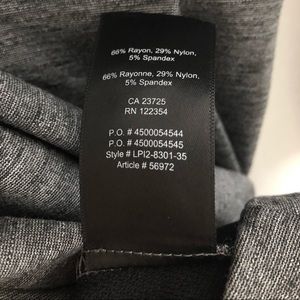 66% Rayon, 29% Nylon,
5% Spandex
66% Rayonne, 29% Nylon,
5% Spandex
CA 23725
RN 122354
P.O. # 4500054544
P.O. # 4500054545
Style # LPI2-8301-35
Article # 56972